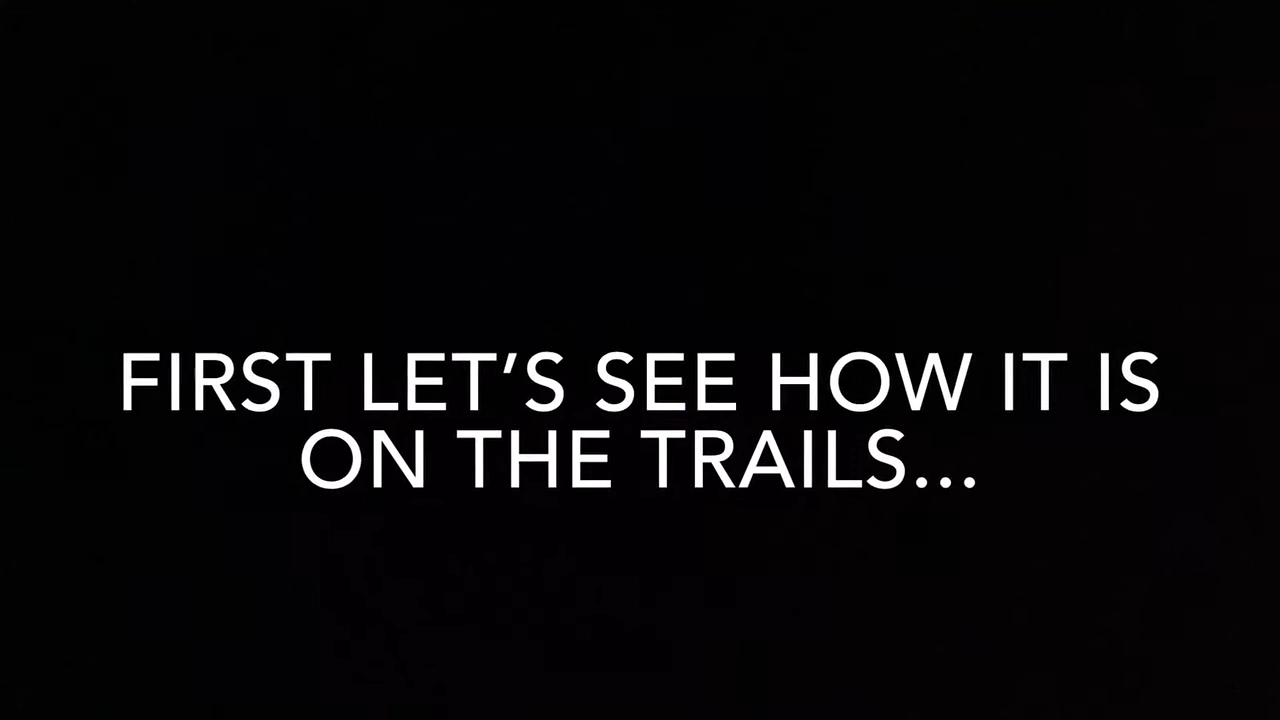 FIRST LET’S SEE HOW IT IS
ON THE TRAILS...